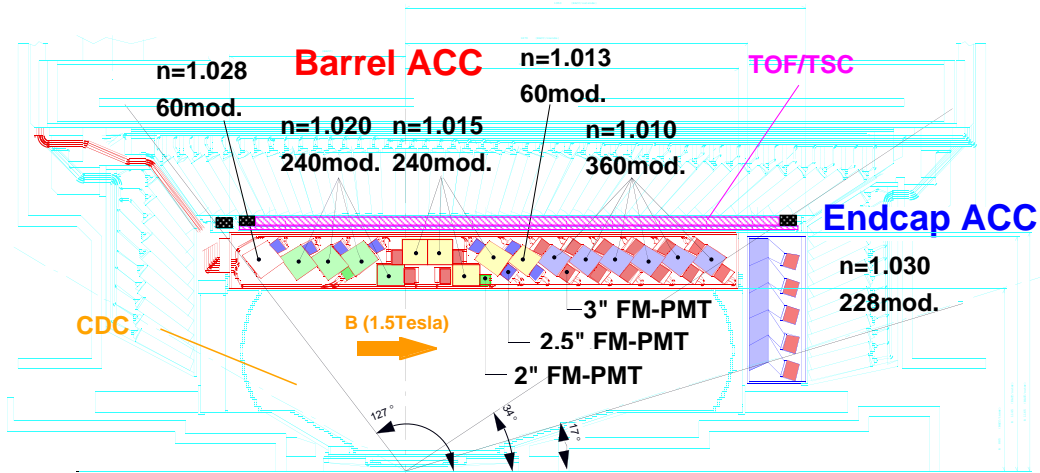 Barrel ACC
n=1.028
60mod.
n=1.013
60mod.
TOF/TSC
n=1.020
240mod.
n=1.015
240mod.
n=1.010
360mod.
Endcap ACC
n=1.030
228mod.
3" FM-PMT
2.5" FM-PMT
2" FM-PMT
CDC
B (1.5Tesla)
127°
34°
17°